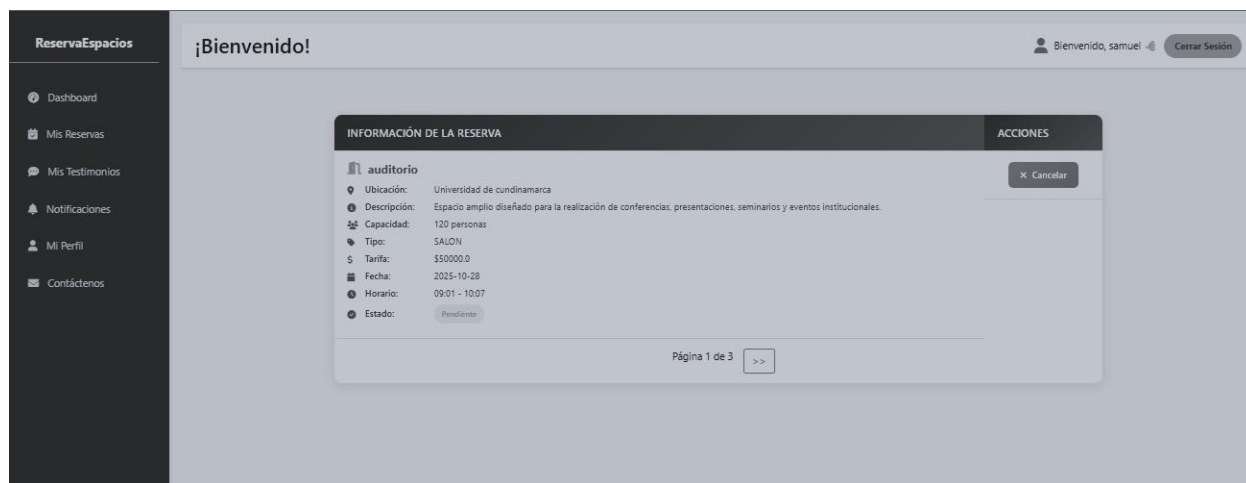 ReservaEspacios
¡Bienvenido!
Bienvenido, samuel
Cerrar Sesión
Dashboard
Mis Reservas
Mis Testimonios
Notificaciones
Mi Perfil
Contáctenos
INFORMACIÓN DE LA RESERVA
ACCIONES
auditorio
× Cancelar
Ubicación: Universidad de cundinamarca
Descripción: Espacio amplio diseñado para la realización de conferencias, presentaciones, seminarios y eventos institucionales.
Capacidad: 120 personas
Tipo: SALON
Tarifa: $50000.0
Fecha: 2025-10-28
Horario: 09:01 - 10:07
Estado: Pendiente
Página 1 de 3 >>